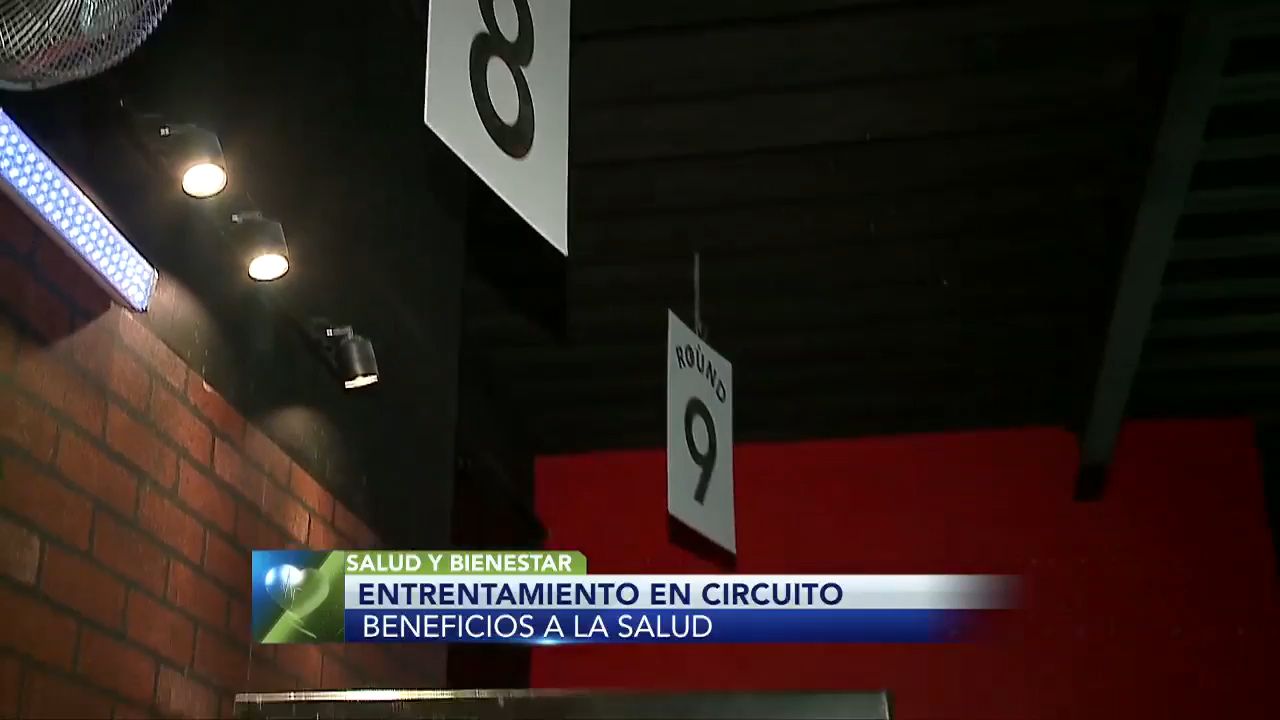 8
ROUND
9
SALUD Y BIENESTAR
ENTRENTAMIENTO EN CIRCUITO
BENEFICIOS A LA SALUD